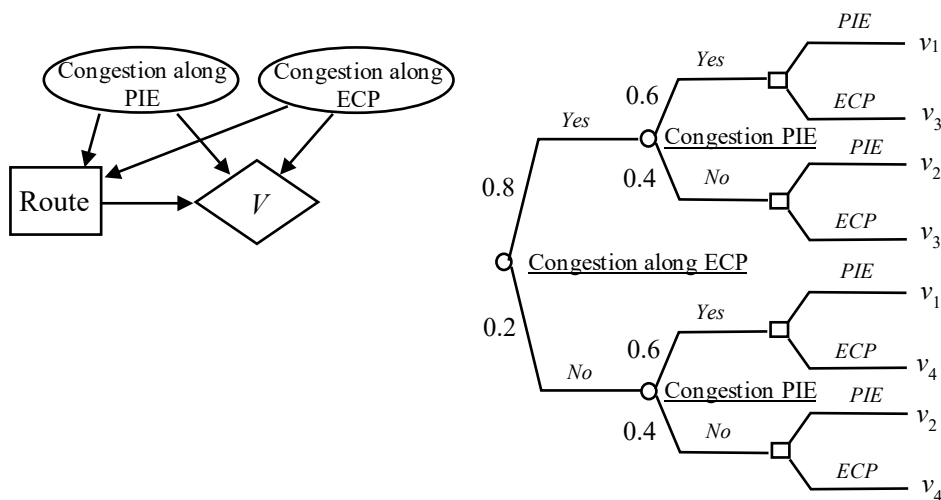 Congestion along
PIE
Congestion along
ECP
Route
V
PIE
v1
Yes
ECP
v3
0.6
Yes
Congestion PIE
PIE
v2
0.4
No
0.8
ECP
v3
Congestion along ECP
PIE
v1
Yes
0.2
0.6
ECP
v4
No
Congestion PIE
PIE
v2
0.4
No
ECP
v4